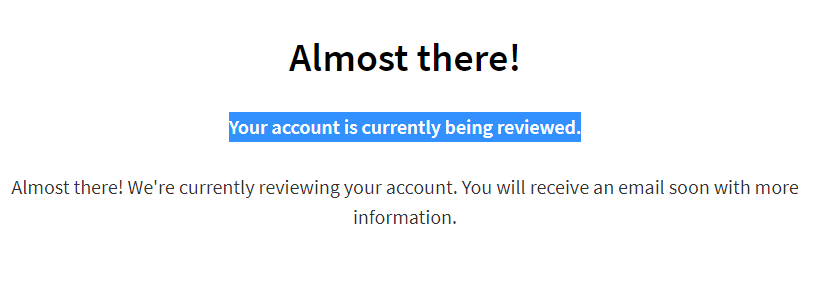 Almost there!
Your account is currently being reviewed.
Almost there! We're currently reviewing your account. You will receive an email soon with more
information.